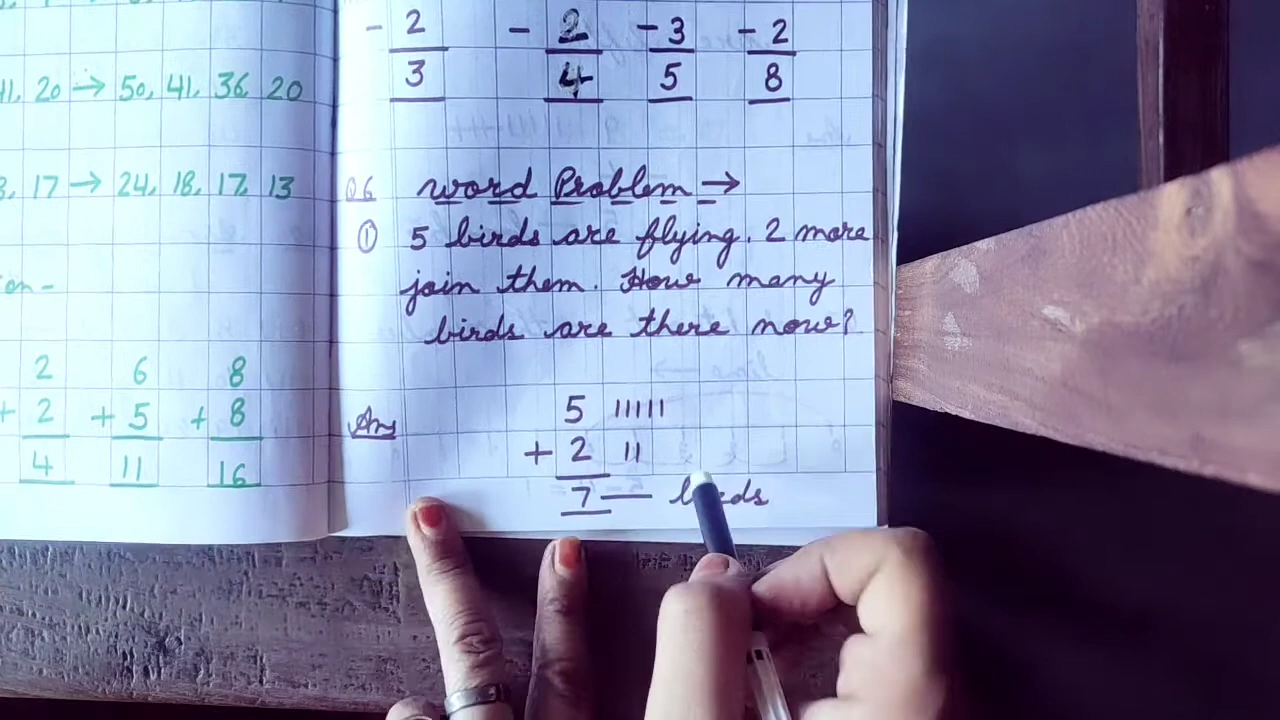 41, 20 → 50, 41, 36, 20
17 → 24, 18, 17, 13
on-
2 6 8
+ 2 + 5 + 8
4 11 16
- 2 - 2 - 3 - 2
3 4 5 8
Q6 word Problem →
① 5 birds are flying. 2 more
join them. How many
birds are there now?
Ans 5 |||||
+ 2 ||
7 — birds